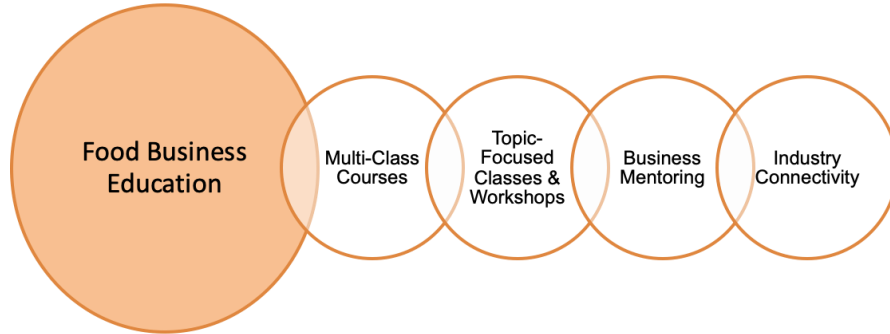 Food Business
Education
Multi-Class
Courses
Topic-
Focused
Classes &
Workshops
Business
Mentoring
Industry
Connectivity